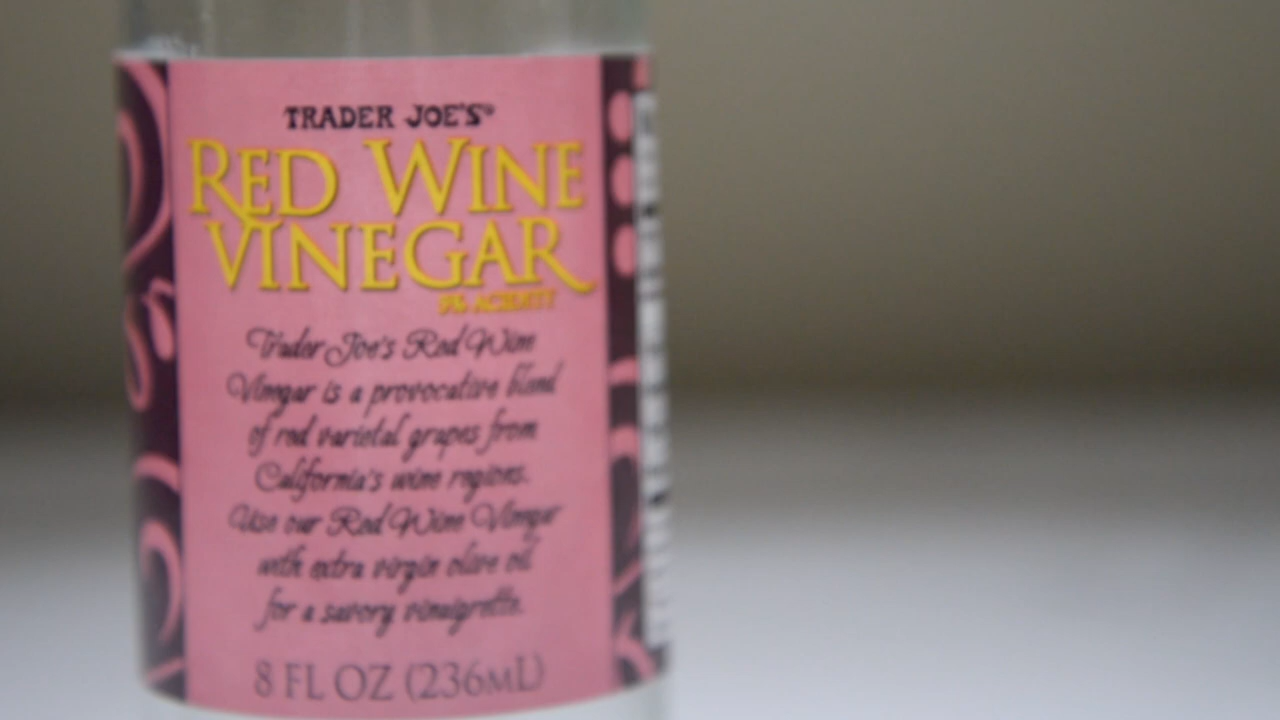 TRADER JOE'S®
RED WINE
VINEGAR
5% ACIDITY
Trader Joe's Red Wine
Vinegar is a provocative blend
of red varietal grapes from
California's wine regions.
Use our Red Wine Vinegar
with extra virgin olive oil
for a savory vinaigrette.
8 FL OZ (236mL)